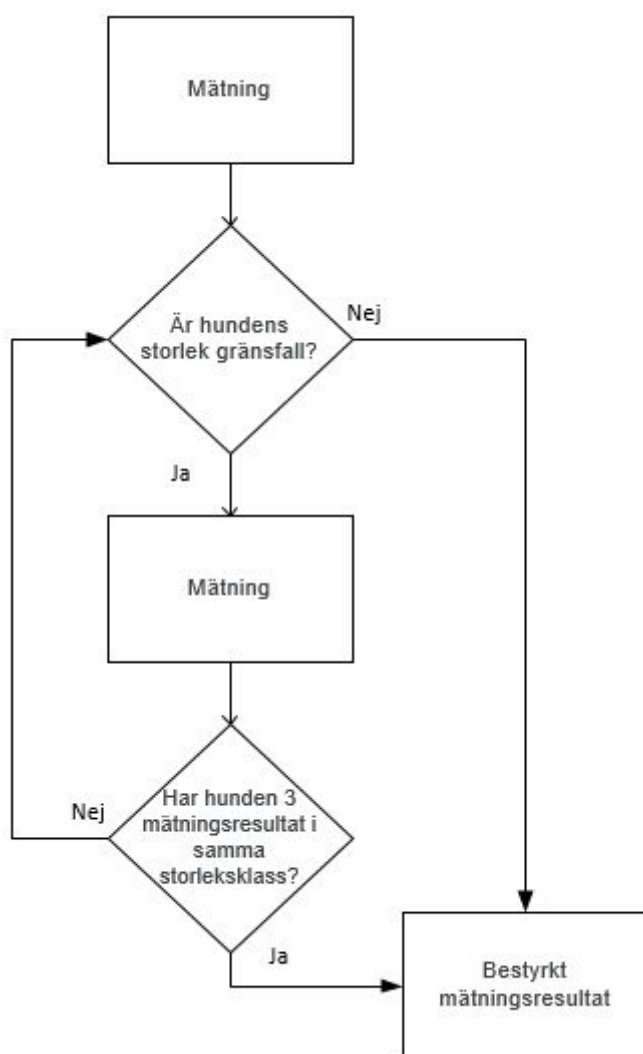 Mätning
Är hundens
storlek gränsfall?
Nej
Ja
Mätning
Har hunden 3
mätningsresultat i
samma
storleksklass?
Nej
Ja
Bestyrkt
mätningsresultat